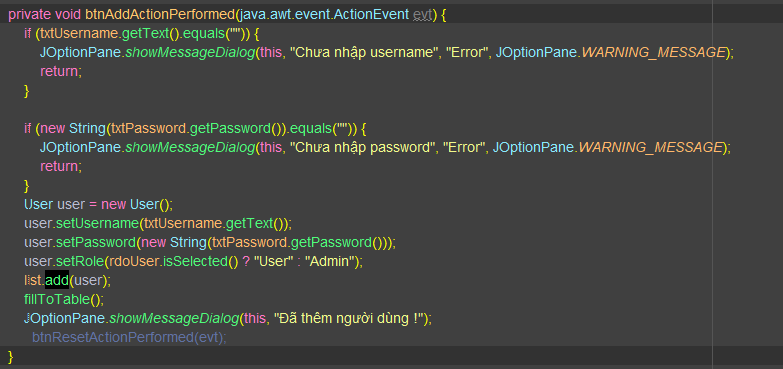 private void btnAddActionPerformed(java.awt.event.ActionEvent evt) {
if (txtUsername.getText().equals("")) {
JOptionPane.showMessageDialog(this, "Chưa nhập username", "Error", JOptionPane.WARNING_MESSAGE);
return;
}
if (new String(txtPassword.getPassword()).equals("")) {
JOptionPane.showMessageDialog(this, "Chưa nhập password", "Error", JOptionPane.WARNING_MESSAGE);
return;
}
User user = new User();
user.setUsername(txtUsername.getText());
user.setPassword(new String(txtPassword.getPassword()));
user.setRole(rdoUser.isSelected() ? "User" : "Admin");
list.add(user);
fillToTable();
JOptionPane.showMessageDialog(this, "Đã thêm người dùng !");
btnResetActionPerformed(evt);
}